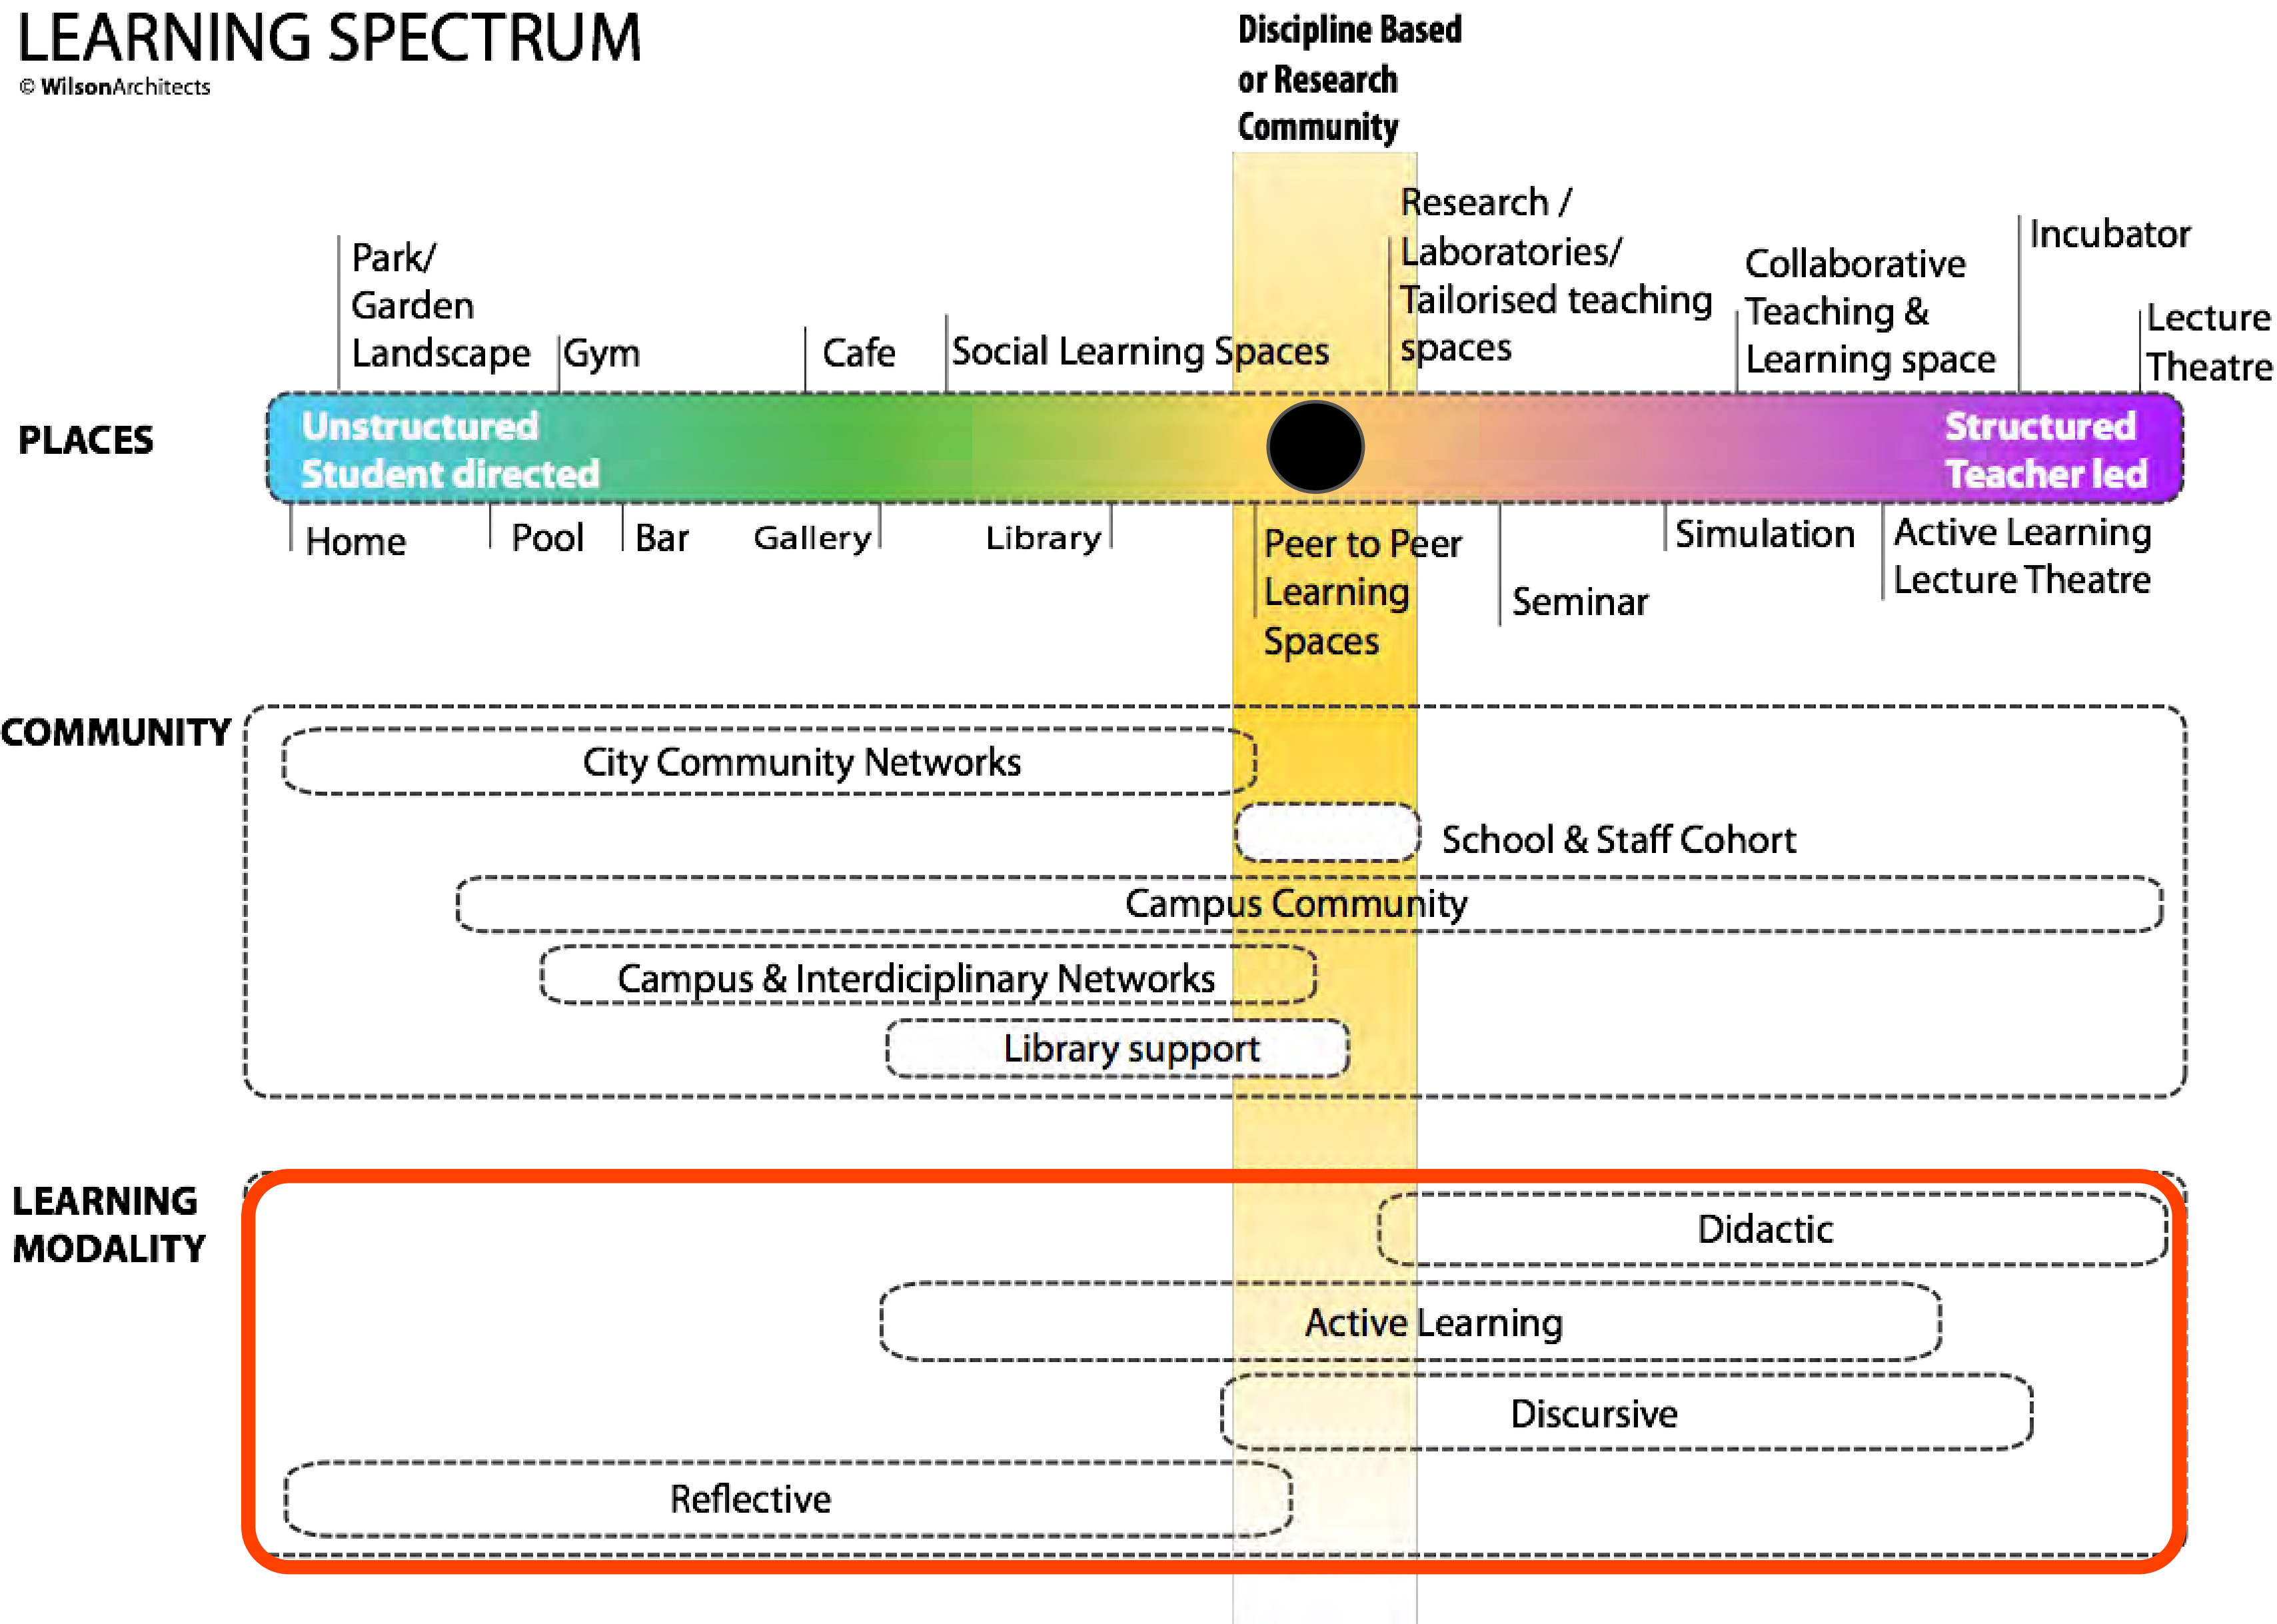 LEARNING SPECTRUM
© WilsonArchitects
Discipline Based
or Research
Community
Park/
Garden
Landscape
Gym
Cafe
Social Learning Spaces
Research /
Laboratories/
Tailorised teaching
spaces
Collaborative
Teaching &
Learning space
Incubator
Lecture
Theatre
PLACES
Unstructured
Student directed
Structured
Teacher led
Home
Pool
Bar
Gallery
Library
Peer to Peer
Learning
Spaces
Seminar
Simulation
Active Learning
Lecture Theatre
COMMUNITY
City Community Networks
School & Staff Cohort
Campus Community
Campus & Interdiciplinary Networks
Library support
LEARNING
MODALITY
Didactic
Active Learning
Discursive
Reflective